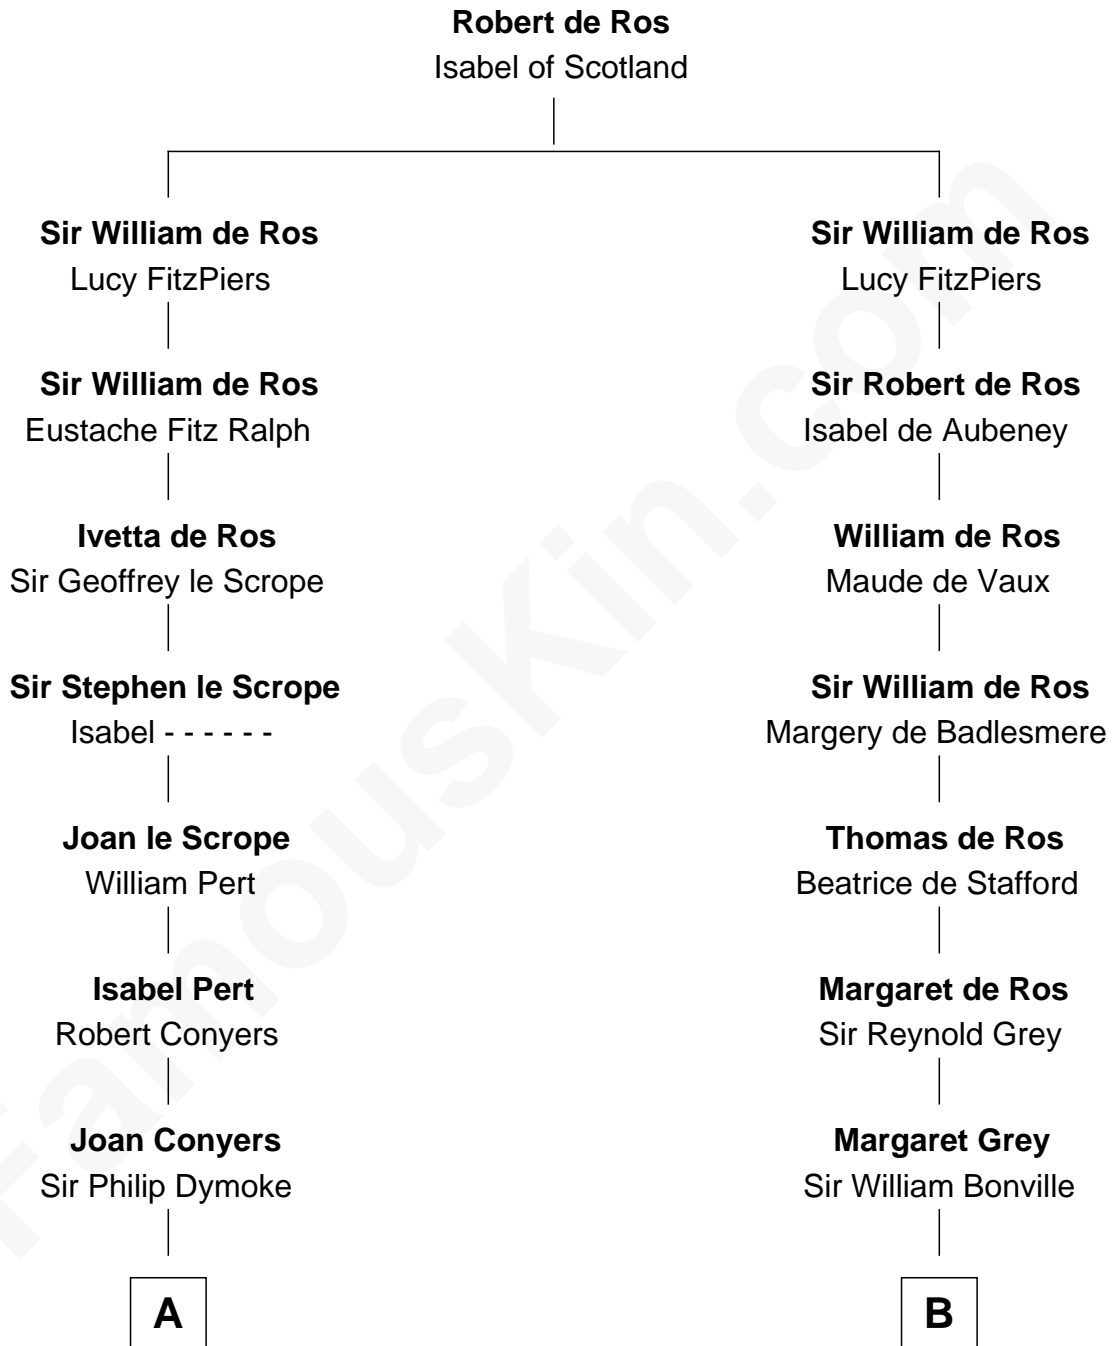 Robert de Ros
Isabel of Scotland
Sir William de Ros
Lucy FitzPiers
Sir William de Ros
Eustache Fitz Ralph
Ivetta de Ros
Sir Geoffrey le Scrope
Sir Stephen le Scrope
Isabel - - - - - -
Joan le Scrope
William Pert
Isabel Pert
Robert Conyers
Joan Conyers
Sir Philip Dymoke
A
Sir William de Ros
Lucy FitzPiers
Sir Robert de Ros
Isabel de Aubeney
William de Ros
Maude de Vaux
Sir William de Ros
Margery de Badlesmere
Thomas de Ros
Beatrice de Stafford
Margaret de Ros
Sir Reynold Grey
Margaret Grey
Sir William Bonville
B
FamousKin.com